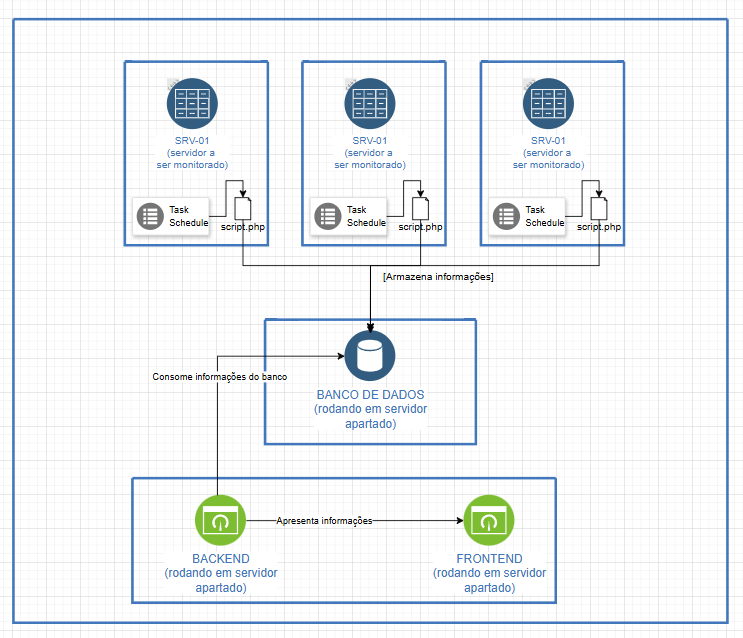 SRV-01
(servidor a
ser monitorado)
SRV-01
(servidor a
ser monitorado)
SRV-01
(servidor a
ser monitorado)
Task
Schedule
script.php
Task
Schedule
script.php
Task
Schedule
script.php
[Armazena informações]
Consome informações do banco
BANCO DE DADOS
(rodando em servidor
apartado)
Apresenta informações
BACKEND
(rodando em servidor
apartado)
FRONTEND
(rodando em servidor
apartado)